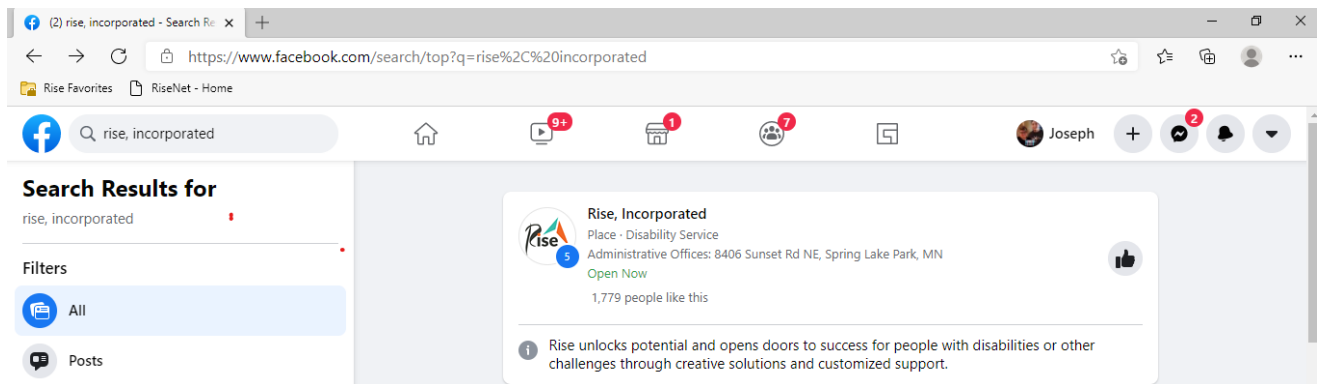 (2) rise, incorporated - Search Re
https://www.facebook.com/search/top?q=rise%2C%20incorporated
Rise Favorites RiseNet - Home
rise, incorporated 9+ 1 7 Joseph 2
Search Results for
rise, incorporated
Filters
All
Posts
Rise 5
Rise, Incorporated
Place · Disability Service
Administrative Offices: 8406 Sunset Rd NE, Spring Lake Park, MN
Open Now
1,779 people like this
Rise unlocks potential and opens doors to success for people with disabilities or other
challenges through creative solutions and customized support.